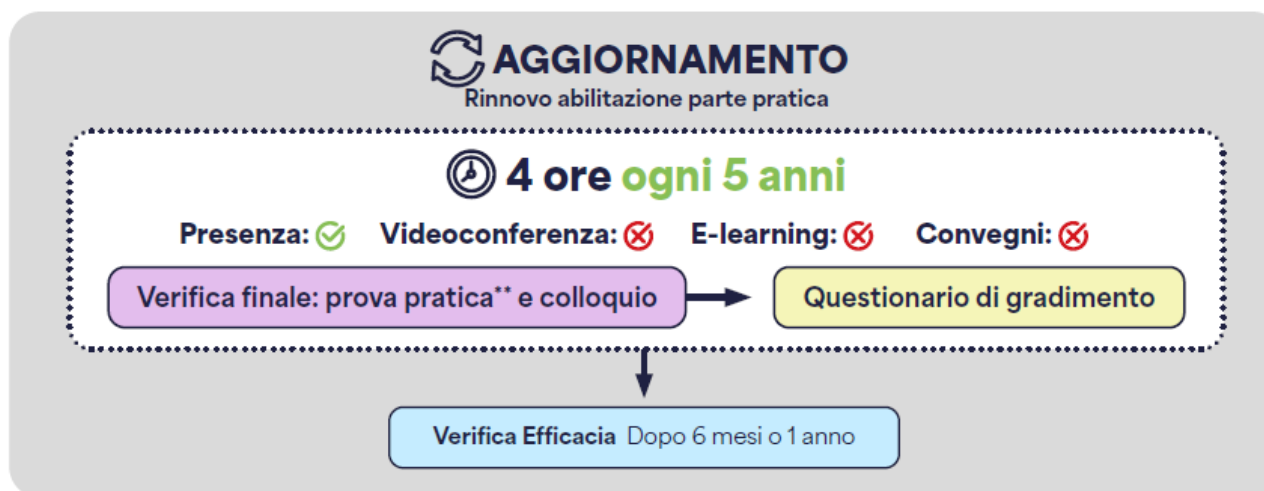 AGGIORNAMENTO
Rinnovo abilitazione parte pratica
4 ore ogni 5 anni
Presenza: Videoconferenza: E-learning: Convegni:
Verifica finale: prova pratica** e colloquio
Questionario di gradimento
Verifica Efficacia Dopo 6 mesi o 1 anno